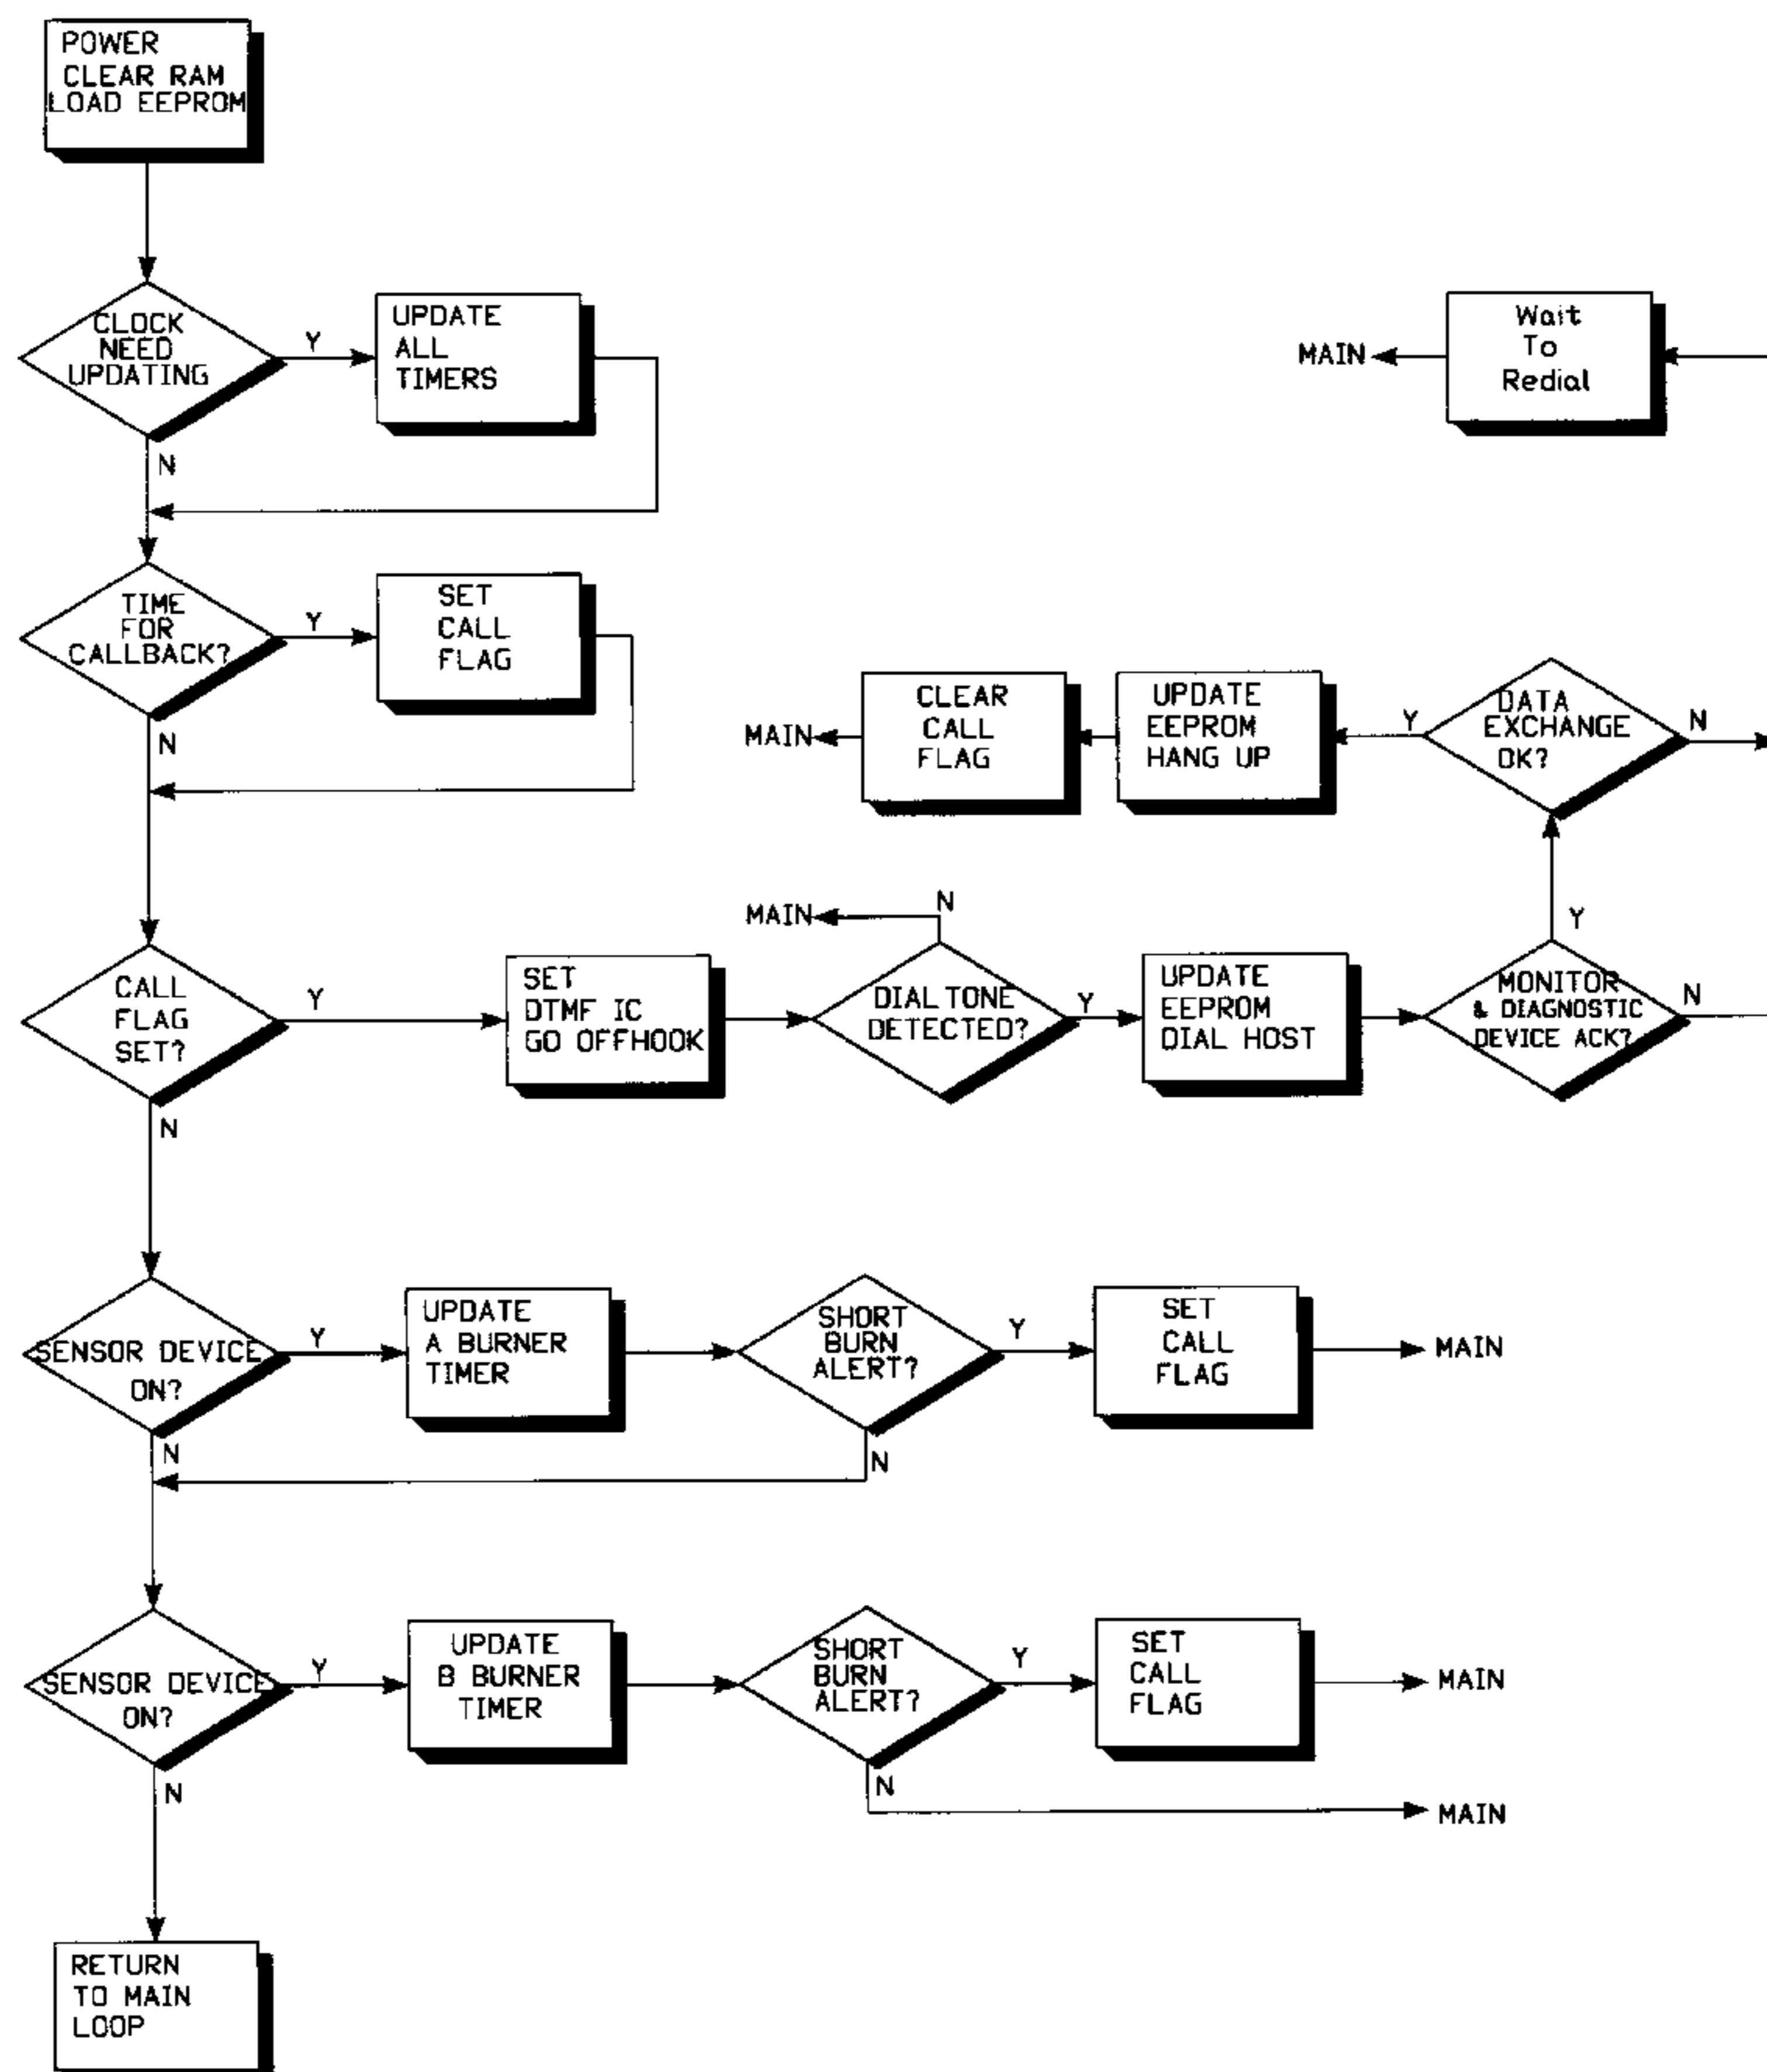 POWER
CLEAR RAM
LOAD EEPROM
CLOCK
NEED
UPDATING
Y
N
UPDATE
ALL
TIMERS
MAIN
Wait
To
Redial
TIME
FOR
CALLBACK?
Y
N
SET
CALL
FLAG
MAIN
CLEAR
CALL
FLAG
UPDATE
EEPROM
HANG UP
Y
DATA
EXCHANGE
OK?
N
CALL
FLAG
SET?
Y
N
SET
DTMF IC
GO OFFHOOK
MAIN
N
DIAL TONE
DETECTED?
Y
UPDATE
EEPROM
DIAL HOST
Y
MONITOR
& DIAGNOSTIC
DEVICE ACK?
N
SENSOR DEVICE
ON?
Y
N
UPDATE
A BURNER
TIMER
SHORT
BURN
ALERT?
Y
N
SET
CALL
FLAG
MAIN
SENSOR DEVICE
ON?
Y
N
UPDATE
B BURNER
TIMER
SHORT
BURN
ALERT?
Y
N
SET
CALL
FLAG
MAIN
MAIN
RETURN
TO MAIN
LOOP